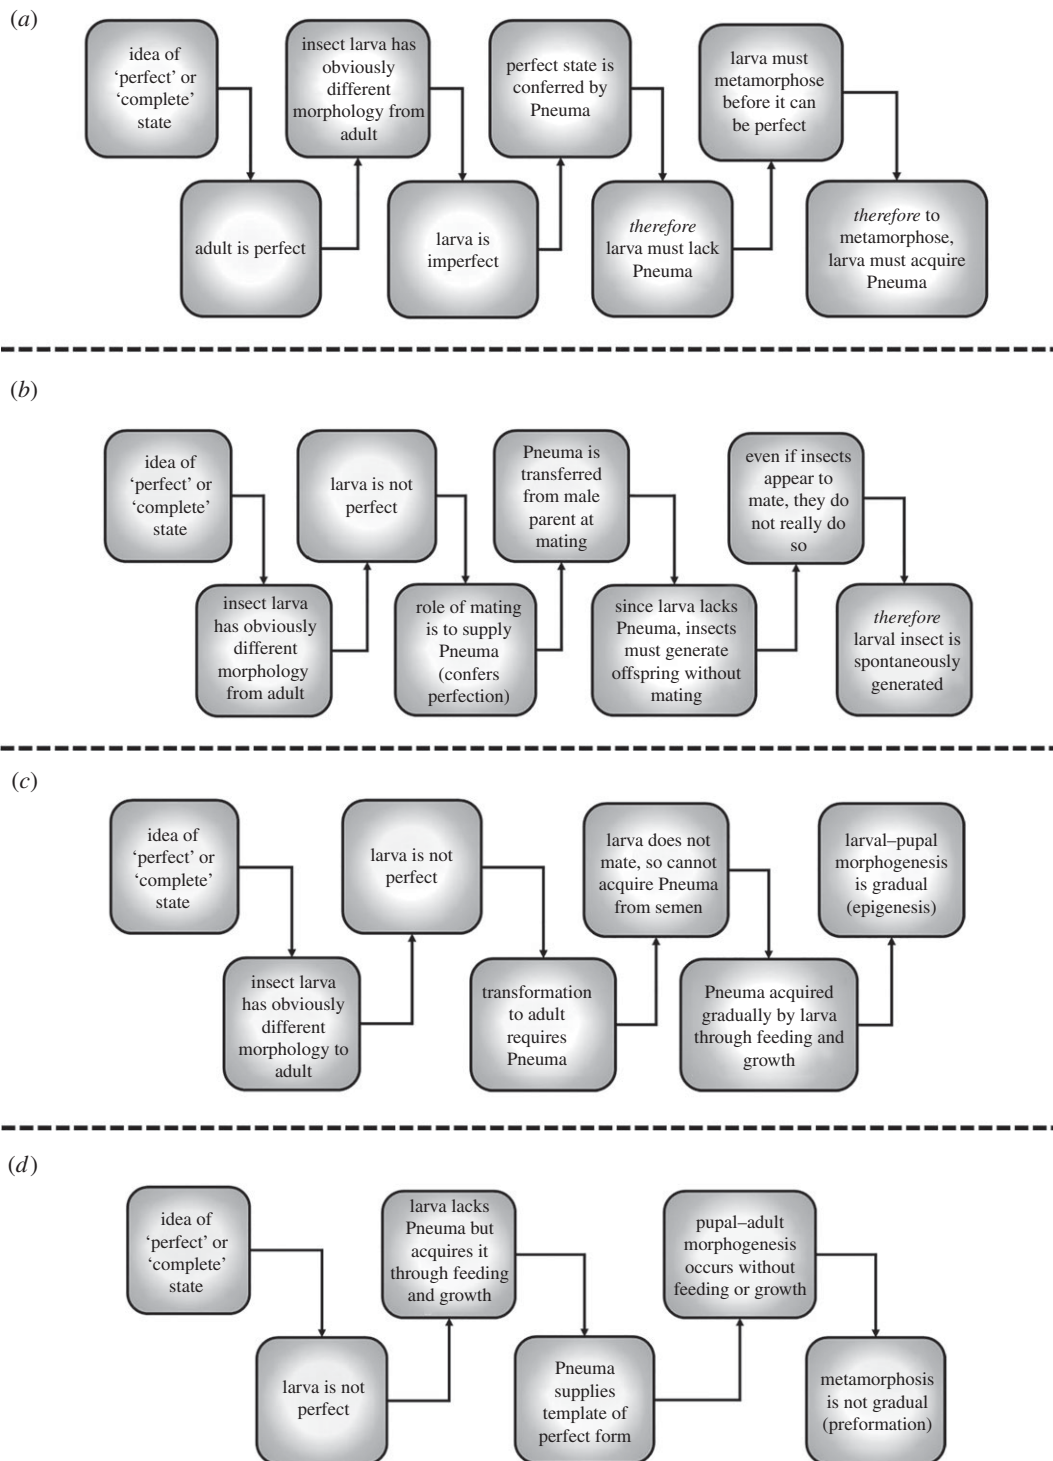 (a)
idea of
‘perfect’ or
‘complete’
state
adult is perfect
insect larva has
obviously
different
morphology from
adult
larva is
imperfect
perfect state is
conferred by
Pneuma
therefore
larva must lack
Pneuma
larva must
metamorphose
before it can
be perfect
therefore to
metamorphose,
larva must acquire
Pneuma
(b)
idea of
‘perfect’ or
‘complete’
state
insect larva
has obviously
different
morphology
from adult
larva is not
perfect
role of mating
is to supply
Pneuma
(confers
perfection)
Pneuma is
transferred
from male
parent at
mating
since larva lacks
Pneuma, insects
must generate
offspring without
mating
even if insects
appear to
mate, they do
not really do
so
therefore
larval insect is
spontaneously
generated
(c)
idea of
‘perfect’ or
‘complete’
state
insect larva
has obviously
different
morphology to
adult
larva is not
perfect
transformation
to adult
requires
Pneuma
larva does not
mate, so cannot
acquire Pneuma
from semen
Pneuma acquired
gradually by larva
through feeding and
growth
larval–pupal
morphogenesis
is gradual
(epigenesis)
(d)
idea of
‘perfect’ or
‘complete’
state
larva is not
perfect
larva lacks
Pneuma but
acquires it
through feeding
and growth
Pneuma
supplies
template of
perfect form
pupal–adult
morphogenesis
occurs without
feeding or growth
metamorphosis
is not gradual
(preformation)